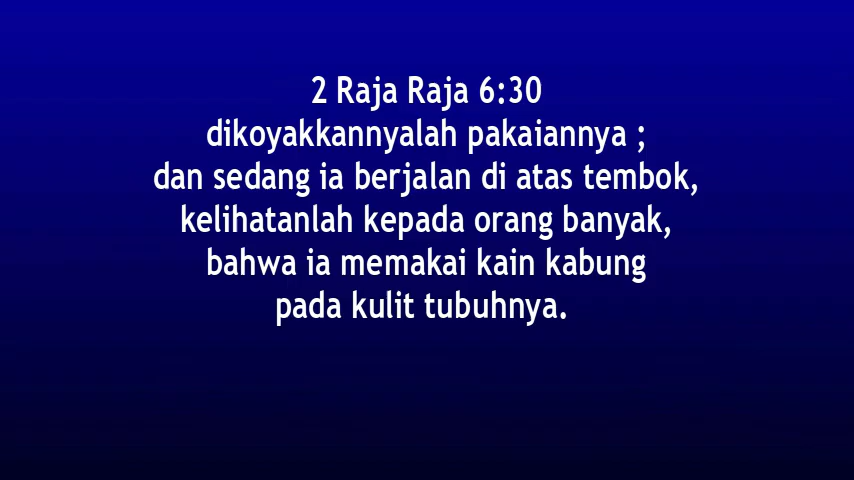 2 Raja Raja 6:30
dikoyakkannyalah pakaiannya ;
dan sedang ia berjalan di atas tembok,
kelihatanlah kepada orang banyak,
bahwa ia memakai kain kabung
pada kulit tubuhnya.